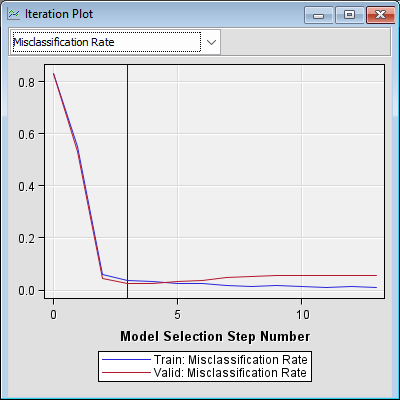 Iteration Plot
Misclassification Rate
0.8
0.6
0.4
0.2
0.0
0 5 10
Model Selection Step Number
Train: Misclassification Rate
Valid: Misclassification Rate